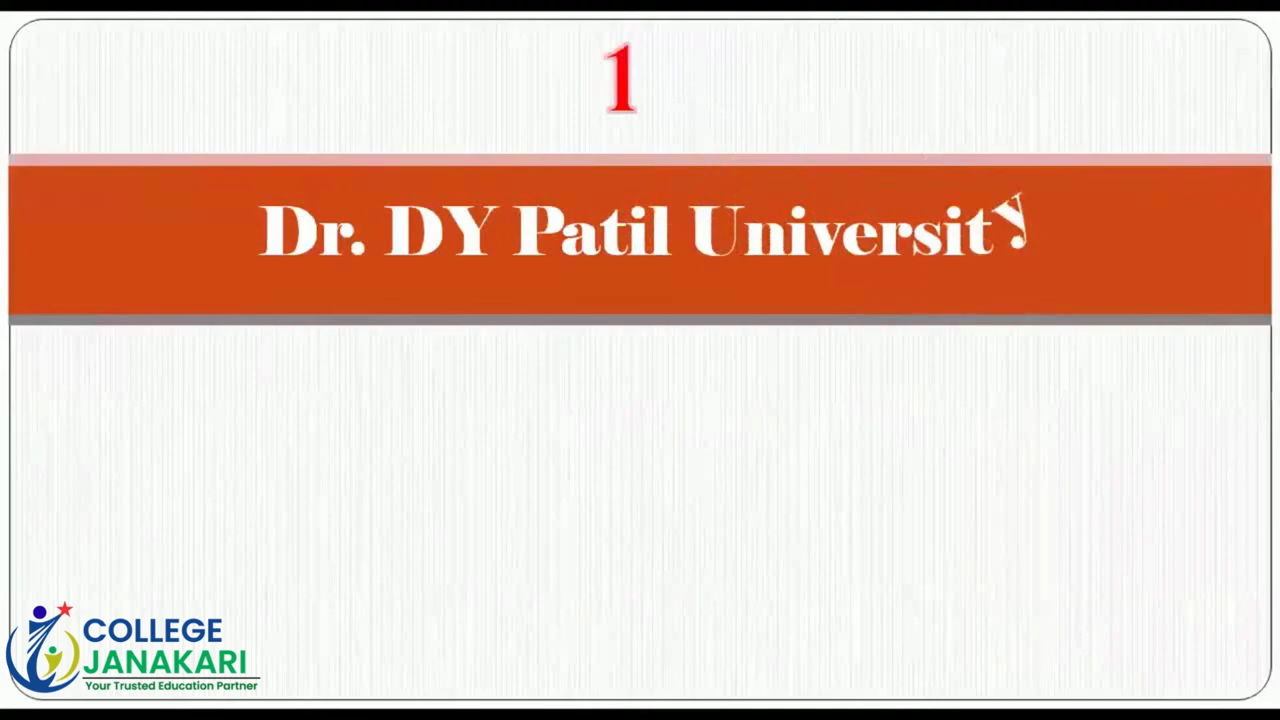 1
Dr. DY Patil University
COLLEGE
JANAKARI
Your Trusted Education Partner